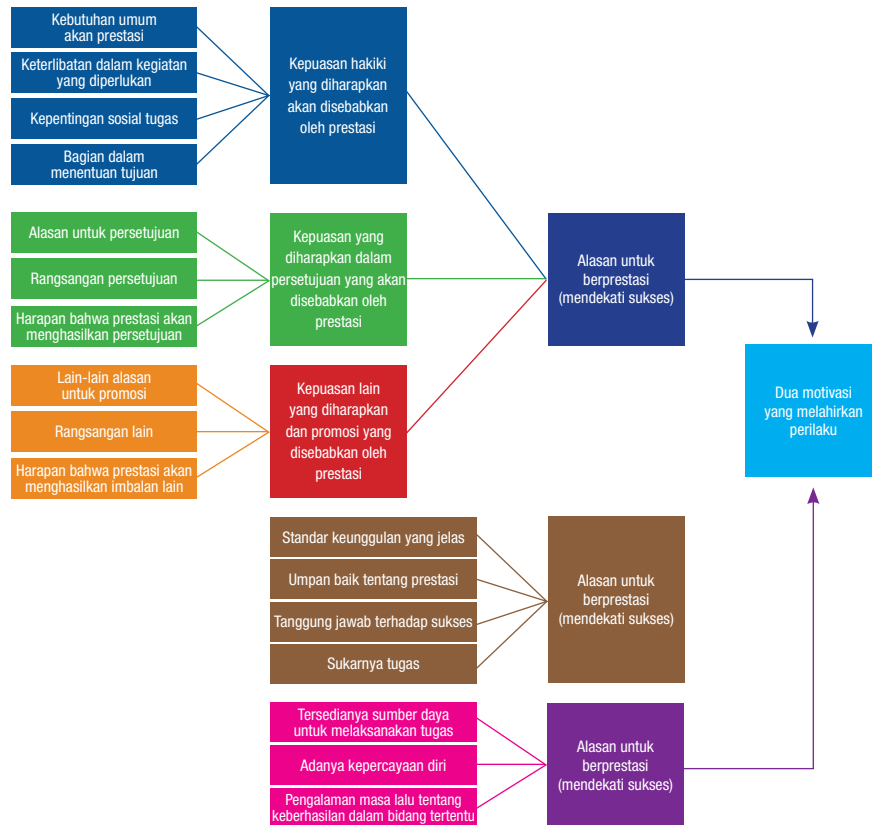 Kebutuhan umum
akan prestasi
Keterlibatan dalam kegiatan
yang diperlukan
Kepentingan sosial tugas
Bagian dalam
menentuan tujuan
Kepuasan hakiki
yang diharapkan
akan disebabkan
oleh prestasi
Alasan untuk persetujuan
Rangsangan persetujuan
Harapan bahwa prestasi akan
menghasilkan persetujuan
Kepuasan yang
diharapkan dalam
persetujuan yang akan
disebabkan oleh
prestasi
Lain-lain alasan
untuk promosi
Rangsangan lain
Harapan bahwa prestasi akan
menghasilkan imbalan lain
Kepuasan lain
yang diharapkan
dan promosi yang
disebabkan oleh
prestasi
Alasan untuk
berprestasi
(mendekati sukses)
Dua motivasi
yang melahirkan
perilaku
Standar keunggulan yang jelas
Umpan baik tentang prestasi
Tanggung jawab terhadap sukses
Sukarnya tugas
Alasan untuk
berprestasi
(mendekati sukses)
Tersedianya sumber daya
untuk melaksanakan tugas
Adanya kepercayaan diri
Pengalaman masa lalu tentang
keberhasilan dalam bidang tertentu
Alasan untuk
berprestasi
(mendekati sukses)